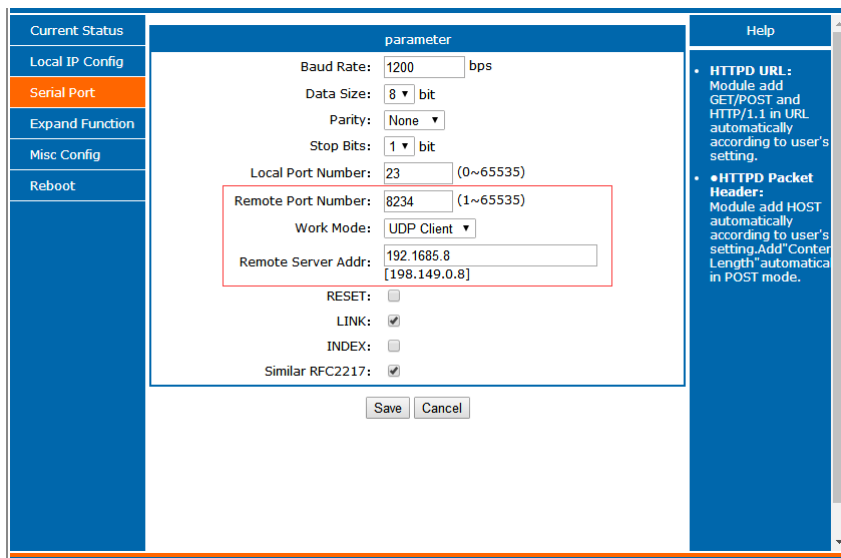 Current Status
Local IP Config
Serial Port
Expand Function
Misc Config
Reboot
parameter
Baud Rate: 1200 bps
Data Size: 8 bit
Parity: None
Stop Bits: 1 bit
Local Port Number: 23 (0~65535)
Remote Port Number: 8234 (1~65535)
Work Mode: UDP Client
Remote Server Addr: 192.1685.8
[198.149.0.8]
RESET:
LINK:
INDEX:
Similar RFC2217:
Save Cancel
Help
• HTTPD URL:
Module add
GET/POST and
HTTP/1.1 in URL
automatically
according to user's
setting.
• •HTTPD Packet
Header:
Module add HOST
automatically
according to user's
setting.Add"Conter
Length"automatica
in POST mode.